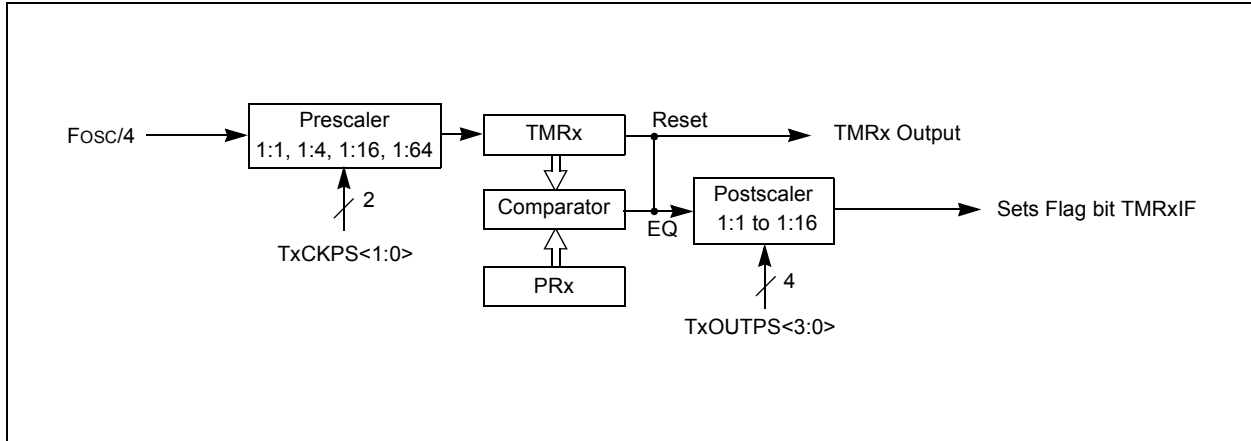 Fosc/4
Prescaler
1:1, 1:4, 1:16, 1:64
2
TxCKPS<1:0>
TMRx
Reset
TMRx Output
Comparator
EQ
PRx
Postscaler
1:1 to 1:16
4
TxOUTPS<3:0>
Sets Flag bit TMRxIF